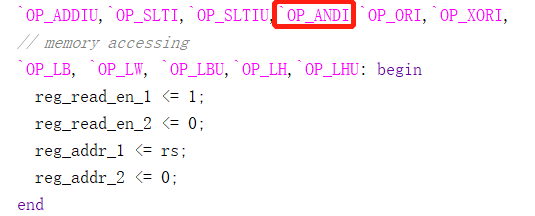 `OP_ADDIU,`OP_SLTI,`OP_SLTIU,`OP_ANDI,`OP_ORI,`OP_XORI,
// memory accessing
`OP_LB, `OP_LW, `OP_LBU,`OP_LH,`OP_LHU: begin
reg_read_en_1 <= 1;
reg_read_en_2 <= 0;
reg_addr_1 <= rs;
reg_addr_2 <= 0;
end